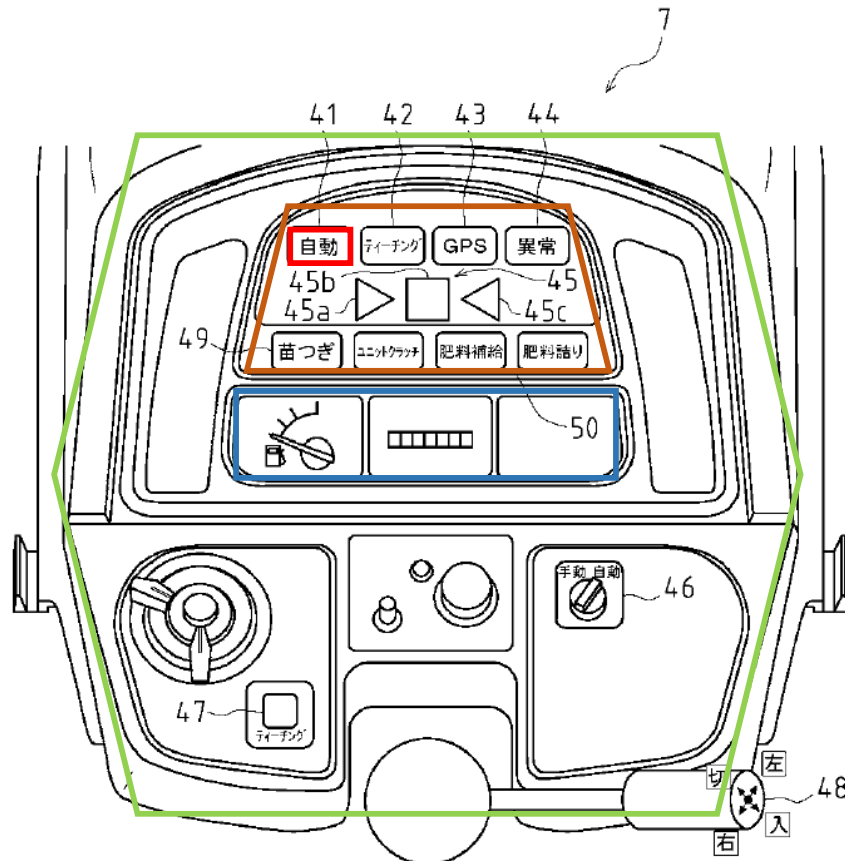 7
41 42 43 44
自動 ティーチング GPS 異常
45b 45
45a 45c
49 苗つぎ ユニットクラッチ 肥料補給 肥料詰り
50
手動 自動
46
47
ティーチング
切 左
48
右 入